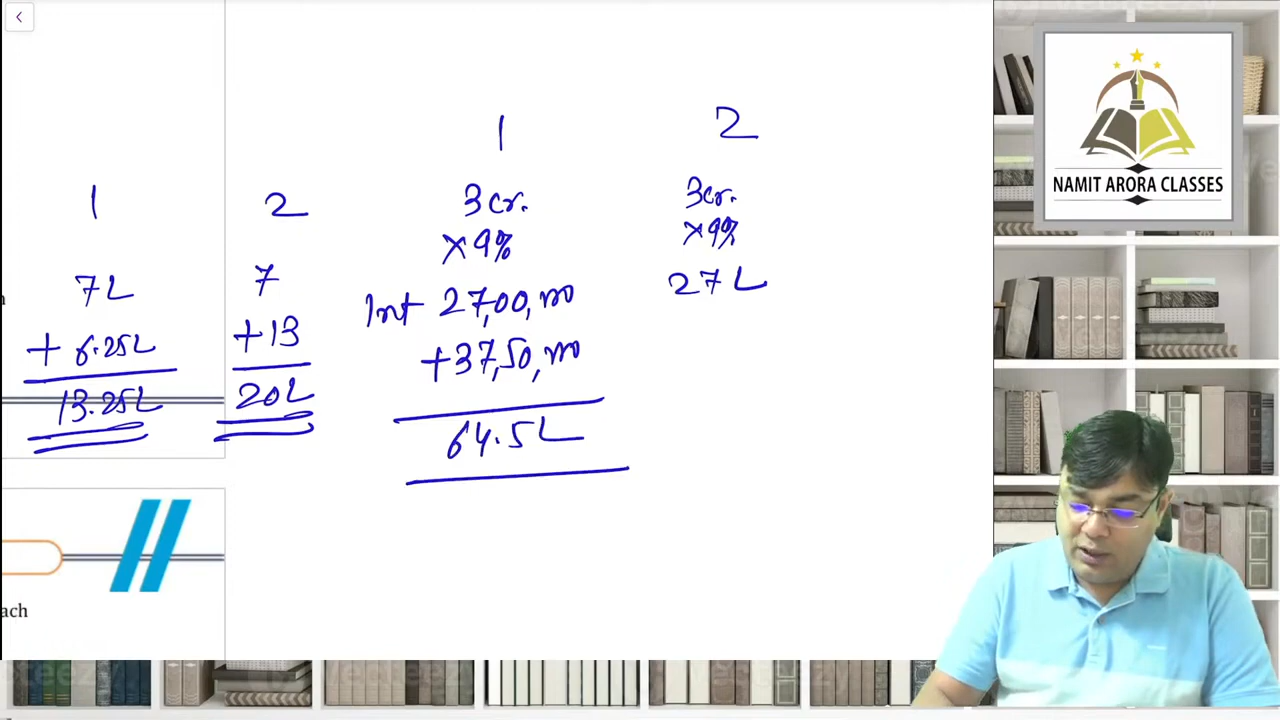 1
2
7L
7
+ 6.25L
+13
13.25L
20L
1
2
3cr.
3cr.
×9%
×9%
Int 27,00,000
27 L
+37,50,000
64.5L
ach
NAMIT ARORA CLASSES